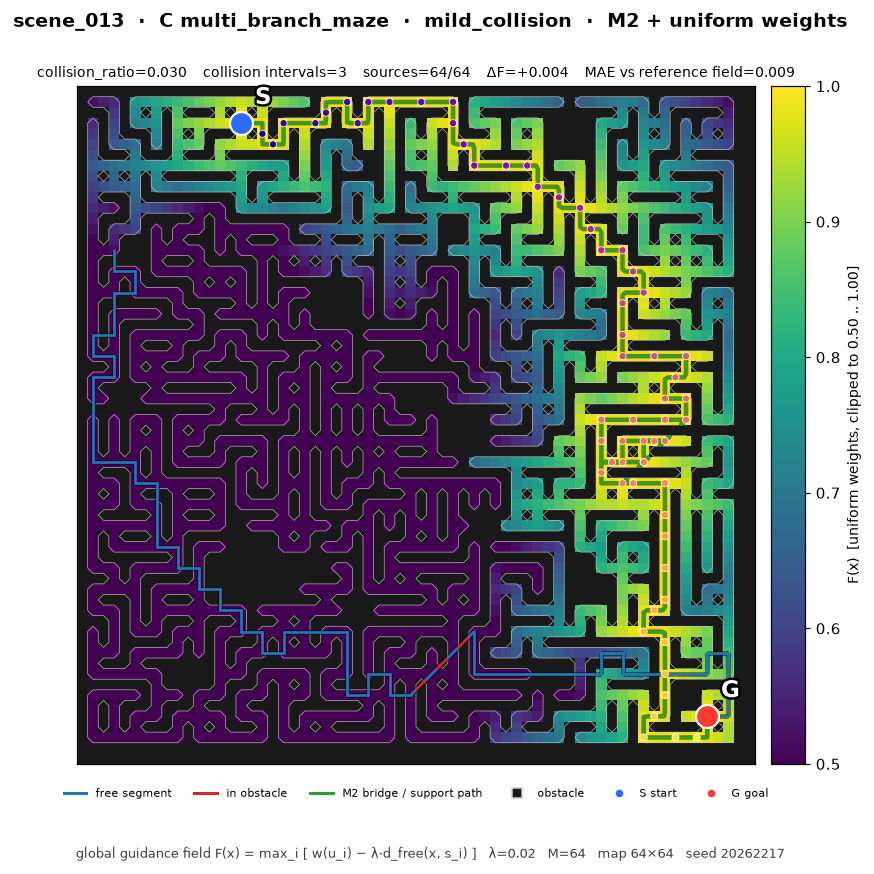 scene_013 · C multi_branch_maze · mild_collision · M2 + uniform weights
collision_ratio=0.030 collision intervals=3 sources=64/64 ΔF=+0.004 MAE vs reference field=0.009
S
G
1.0
0.9
0.8
0.7
0.6
0.5
F(x) [uniform weights, clipped to 0.50 .. 1.00]
free segment
in obstacle
M2 bridge / support path
obstacle
S start
G goal
global guidance field F(x) = max_i [ w(u_i) − λ·d_free(x, s_i) ] λ=0.02 M=64 map 64×64 seed 20262217